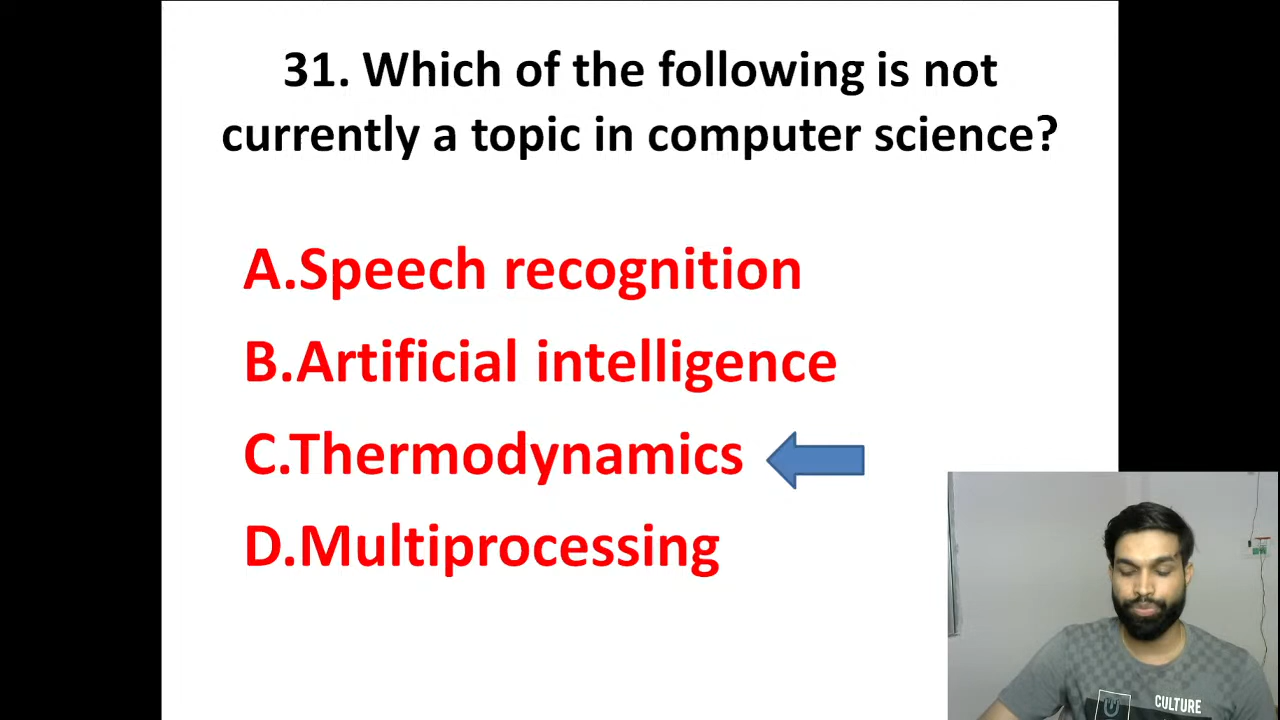 31. Which of the following is not
currently a topic in computer science?
A.Speech recognition
B.Artificial intelligence
C.Thermodynamics
D.Multiprocessing
CULTURE